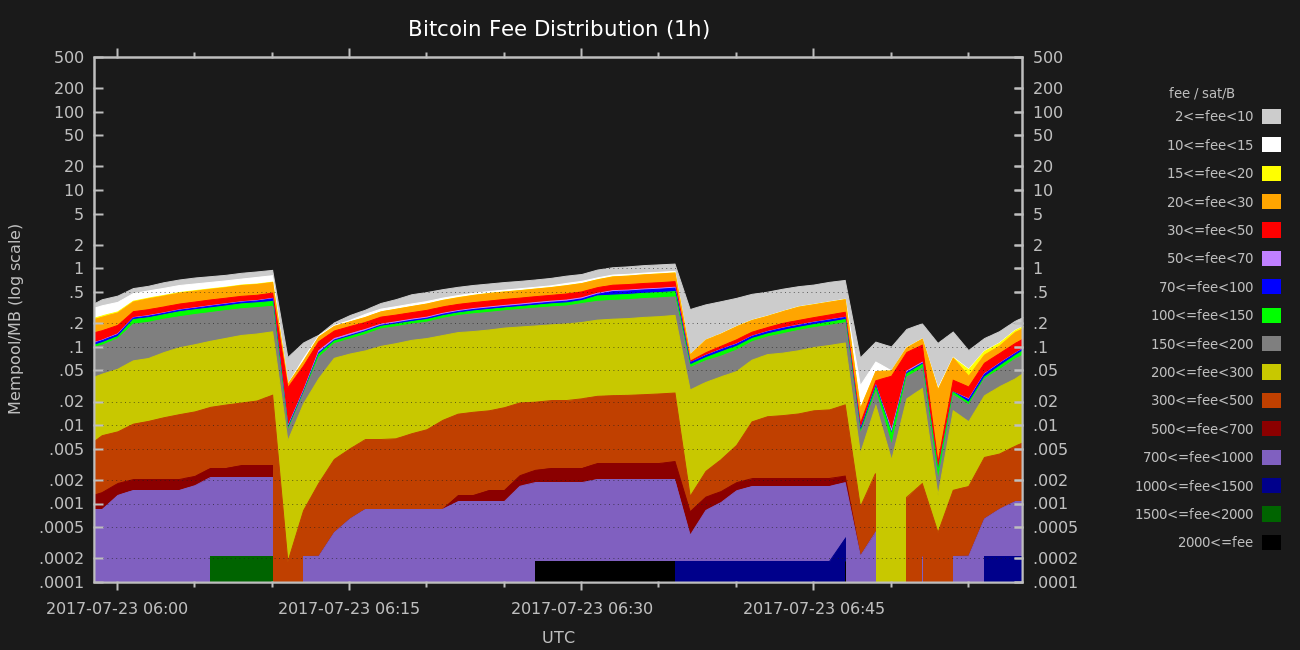 Bitcoin Fee Distribution (1h)
Mempool/MB (log scale)
500
200
100
50
20
10
5
2
1
.5
.2
.1
.05
.02
.01
.005
.002
.001
.0005
.0002
.0001
500
200
100
50
20
10
5
2
1
.5
.2
.1
.05
.02
.01
.005
.002
.001
.0005
.0002
.0001
2017-07-23 06:00 2017-07-23 06:15 2017-07-23 06:30 2017-07-23 06:45
UTC
fee / sat/B
2<=fee<10
10<=fee<15
15<=fee<20
20<=fee<30
30<=fee<50
50<=fee<70
70<=fee<100
100<=fee<150
150<=fee<200
200<=fee<300
300<=fee<500
500<=fee<700
700<=fee<1000
1000<=fee<1500
1500<=fee<2000
2000<=fee